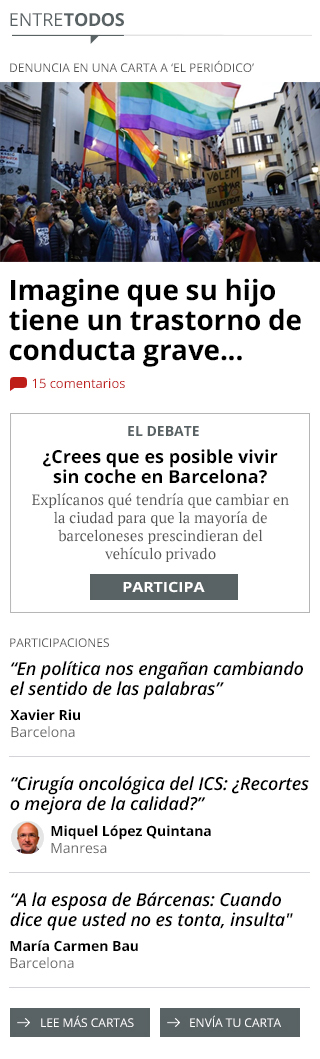 ENTRETODOS
DENUNCIA EN UNA CARTA A ‘EL PERIÓDICO’
VOLEM
Imagine que su hijo
tiene un trastorno de
conducta grave...
15 comentarios
EL DEBATE
¿Crees que es posible vivir
sin coche en Barcelona?
Explícanos qué tendría que cambiar en
la ciudad para que la mayoría de
barceloneses prescindieran del
vehículo privado
PARTICIPA
PARTICIPACIONES
“En política nos engañan cambiando
el sentido de las palabras”
Xavier Riu
Barcelona
“Cirugía oncológica del ICS: ¿Recortes
o mejora de la calidad?”
Miquel López Quintana
Manresa
“A la esposa de Bárcenas: Cuando
dice que usted no es tonta, insulta"
María Carmen Bau
Barcelona
LEE MÁS CARTAS
ENVÍA TU CARTA